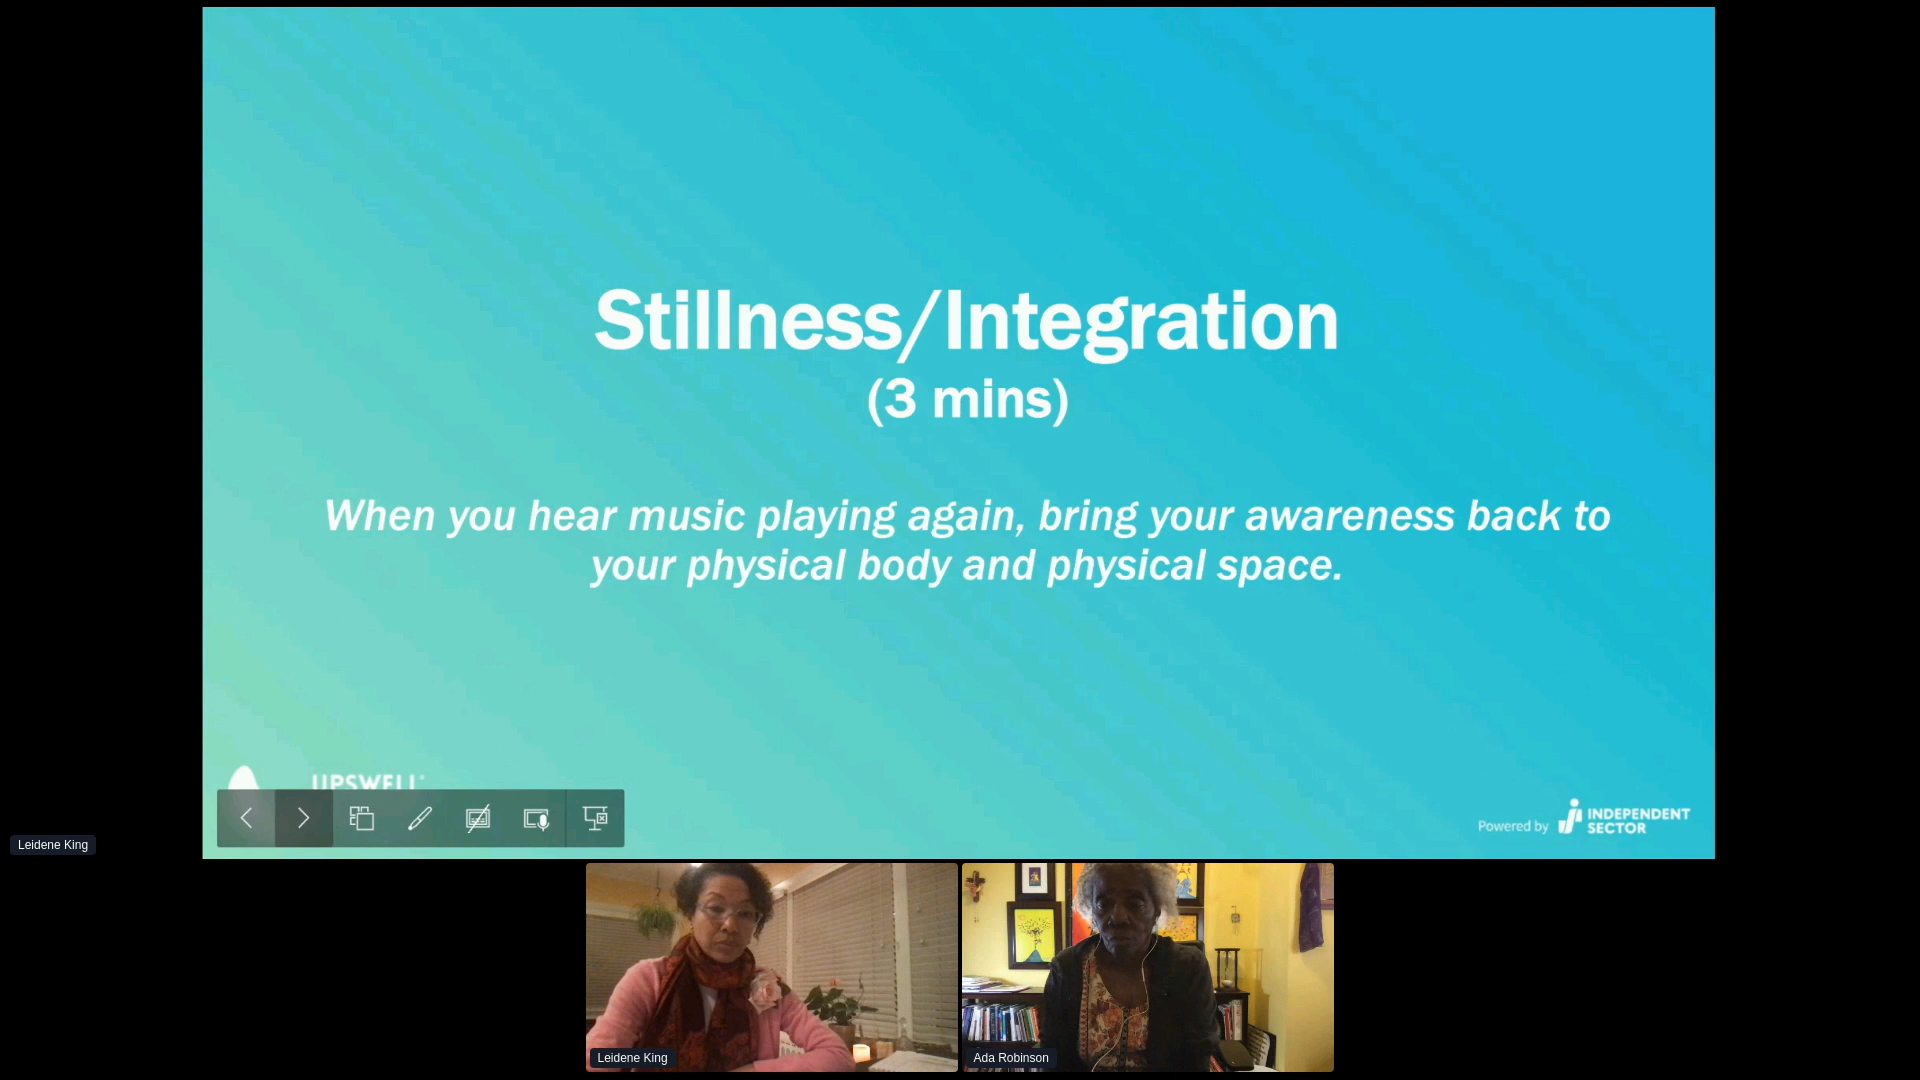 Stillness/Integration
(3 mins)
When you hear music playing again, bring your awareness back to
your physical body and physical space.
UPSWELL
Powered by
INDEPENDENT
SECTOR
Leidene King
Leidene King
Ada Robinson